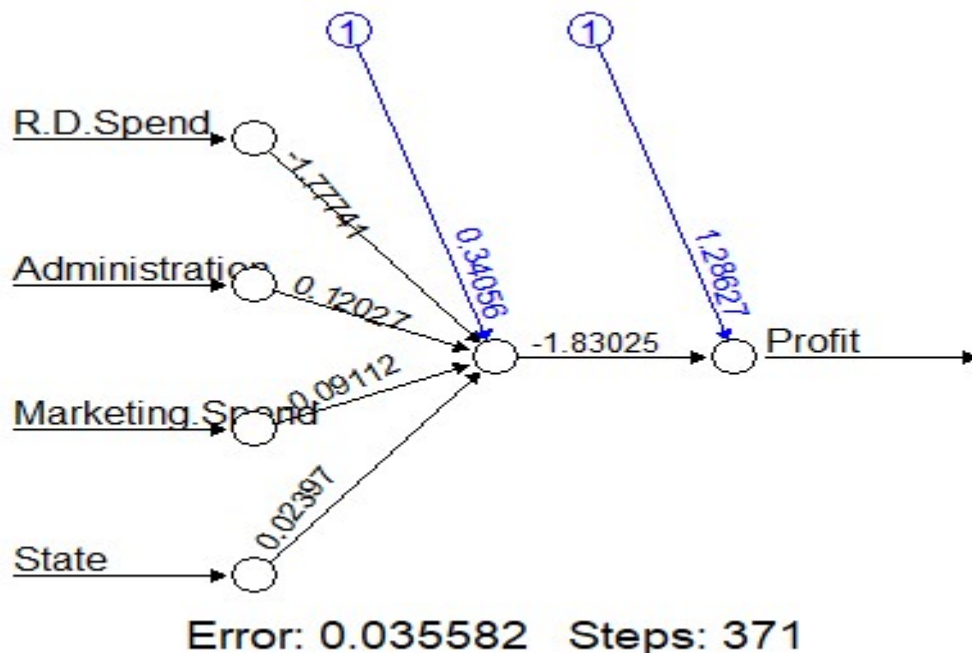 1
1
R.D.Spend
-1.77741
Administration
0.12027
0.34056
1.28627
-1.83025
Profit
Marketing.Spend
0.09112
State
0.02397
Error: 0.035582 Steps: 371